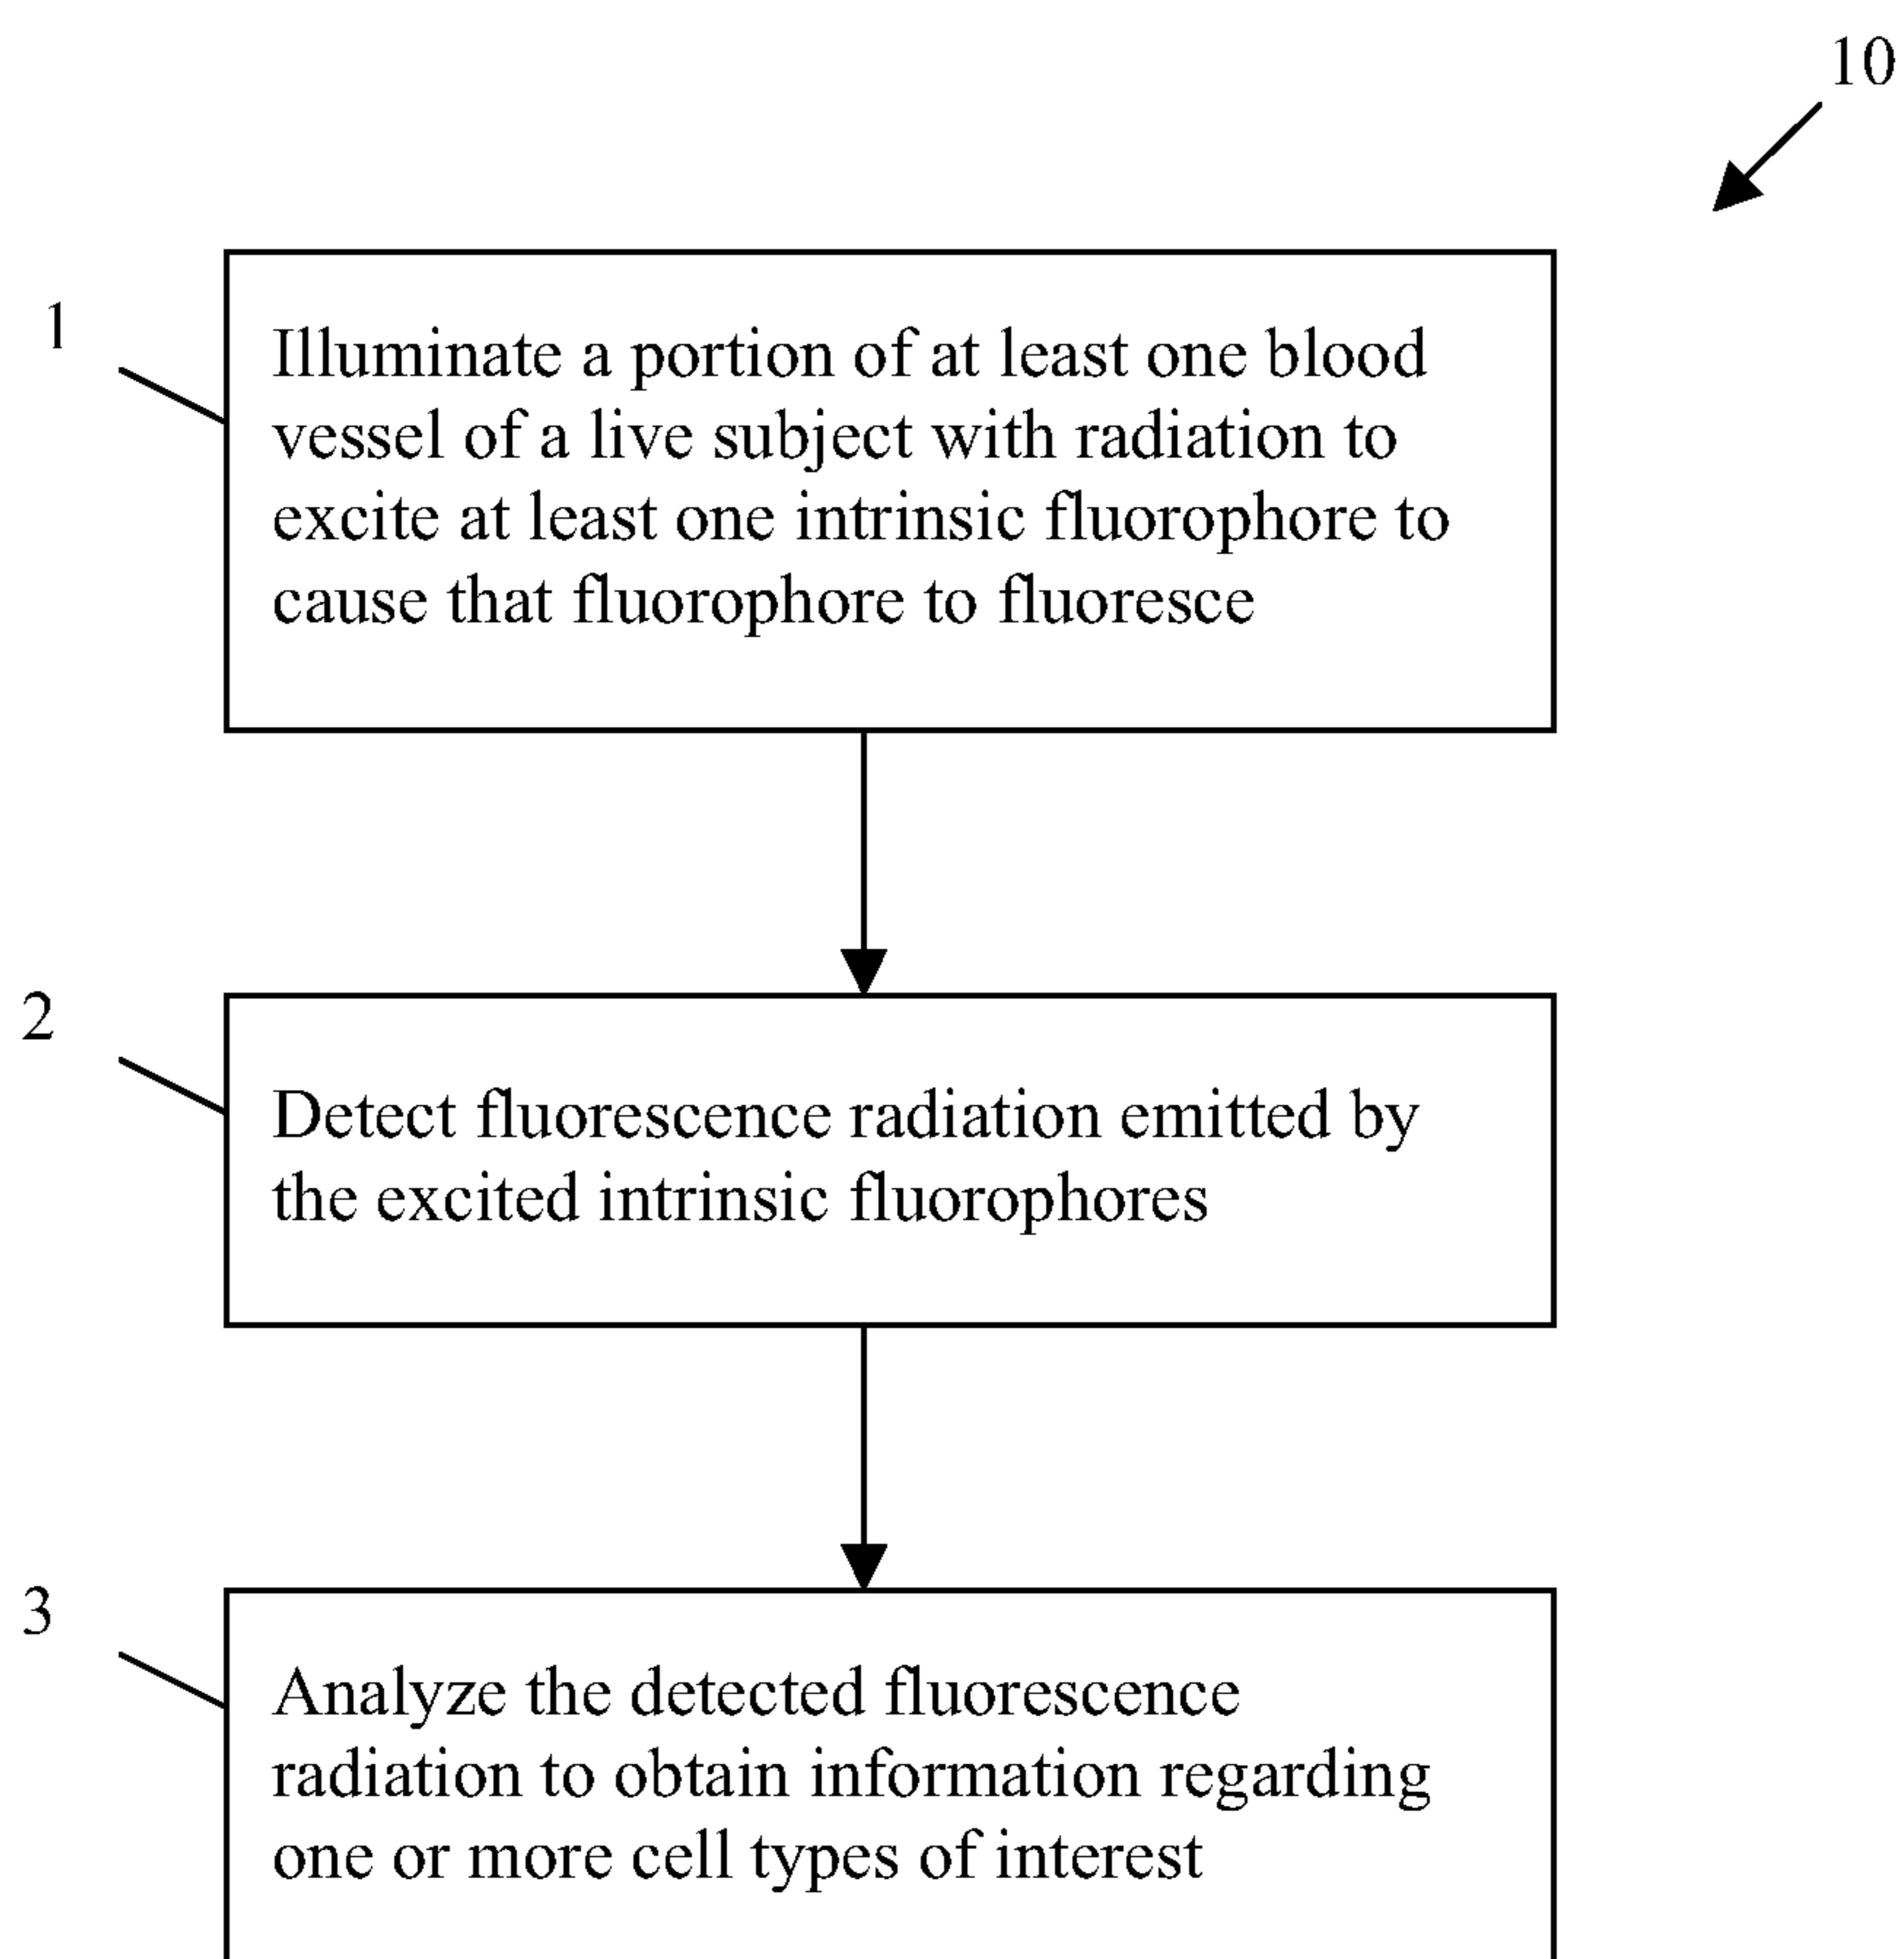 10
1
Illuminate a portion of at least one blood
vessel of a live subject with radiation to
excite at least one intrinsic fluorophore to
cause that fluorophore to fluoresce
2
Detect fluorescence radiation emitted by
the excited intrinsic fluorophores
3
Analyze the detected fluorescence
radiation to obtain information regarding
one or more cell types of interest